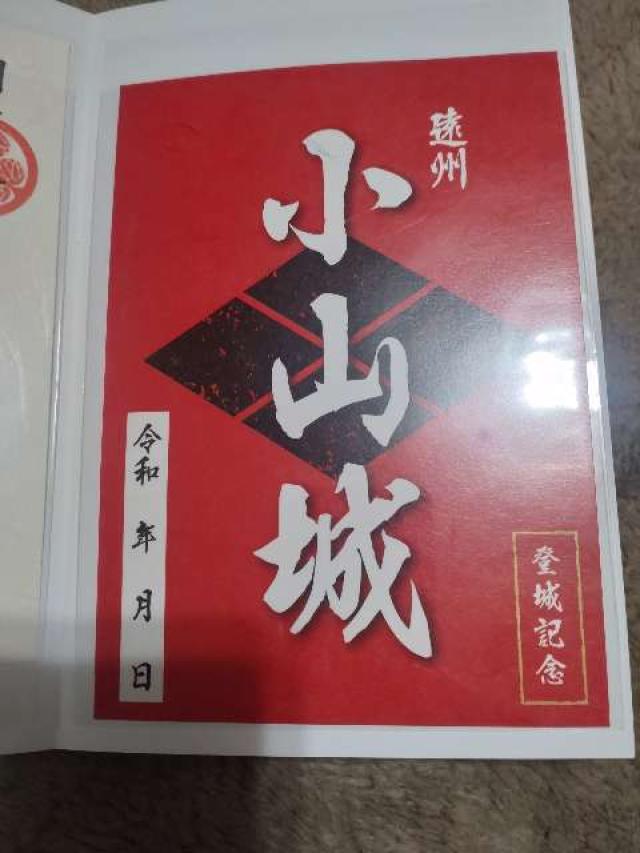 遠州
小山城
登城記念
令和 年 月 日